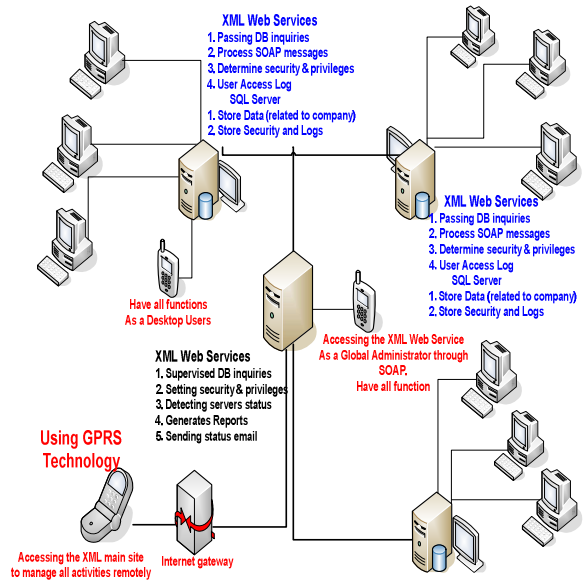 XML Web Services
1. Passing DB inquiries
2. Process SOAP messages
3. Determine security & privileges
4. User Access Log
SQL Server
1. Store Data (related to company)
2. Store Security and Logs
XML Web Services
1. Passing DB inquiries
2. Process SOAP messages
3. Determine security & privileges
4. User Access Log
SQL Server
1. Store Data (related to company)
2. Store Security and Logs
Have all functions
As a Desktop Users
Accessing the XML Web Service
As a Global Administrator through
SOAP.
Have all function
XML Web Services
1. Supervised DB inquiries
2. Setting security & privileges
3. Detecting servers status
4. Generates Reports
5. Sending status email
Using GPRS
Technology
Accessing the XML main site
to manage all activities remotely
Internet gateway